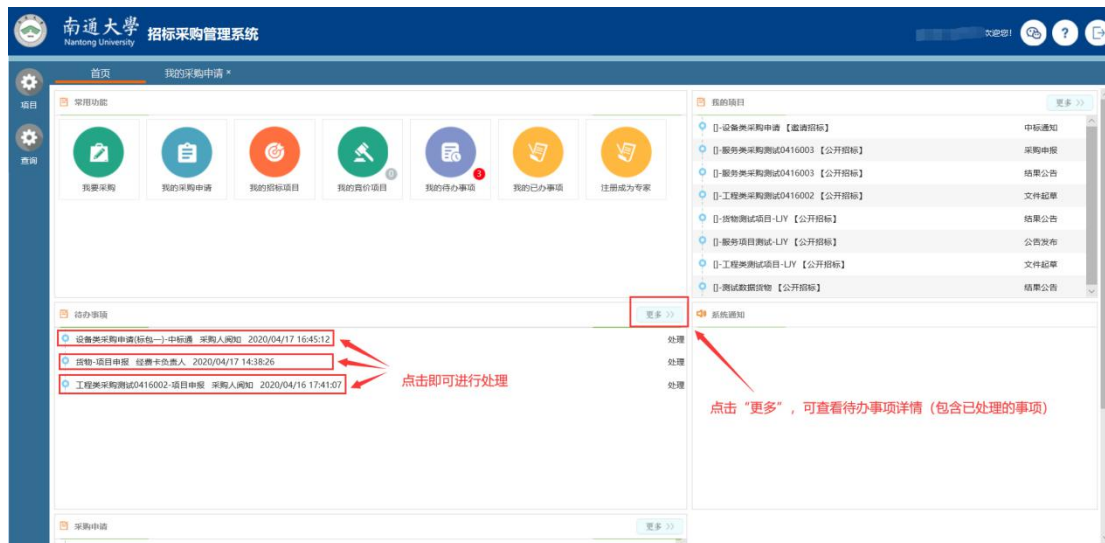 南通大學
Nantong University
招标采购管理系统
欢迎您!
?
项目
查询
首页
我的采购申请 ×
常用功能
我要采购
我的采购申请
我的招标项目
0
我的竞价项目
3
我的待办事项
我的已办事项
注册成为专家
我的项目
更多 >>
[]-设备类采购申请 【邀请招标】 中标通知
[]-服务类采购测试0416003 【公开招标】 采购申报
[]-服务类采购测试0416003 【公开招标】 结果公告
[]-工程类采购测试0416002 【公开招标】 文件起草
[]-货物测试项目-LJY 【公开招标】 结果公告
[]-服务项目测试-LJY 【公开招标】 公告发布
[]-工程类测试项目-LJY 【公开招标】 文件起草
[]-测试数据货物 【公开招标】 结果公告
待办事项
更多 >>
设备类采购申请(标包一)-中标通 采购人阅知 2020/04/17 16:45:12 处理
货物-项目申报 经费卡负责人 2020/04/17 14:38:26 处理
工程类采购测试0416002-项目申报 采购人阅知 2020/04/16 17:41:07 处理
点击即可进行处理
系统通知
点击“更多”，可查看待办事项详情（包含已处理的事项）
采购申请
更多 >>